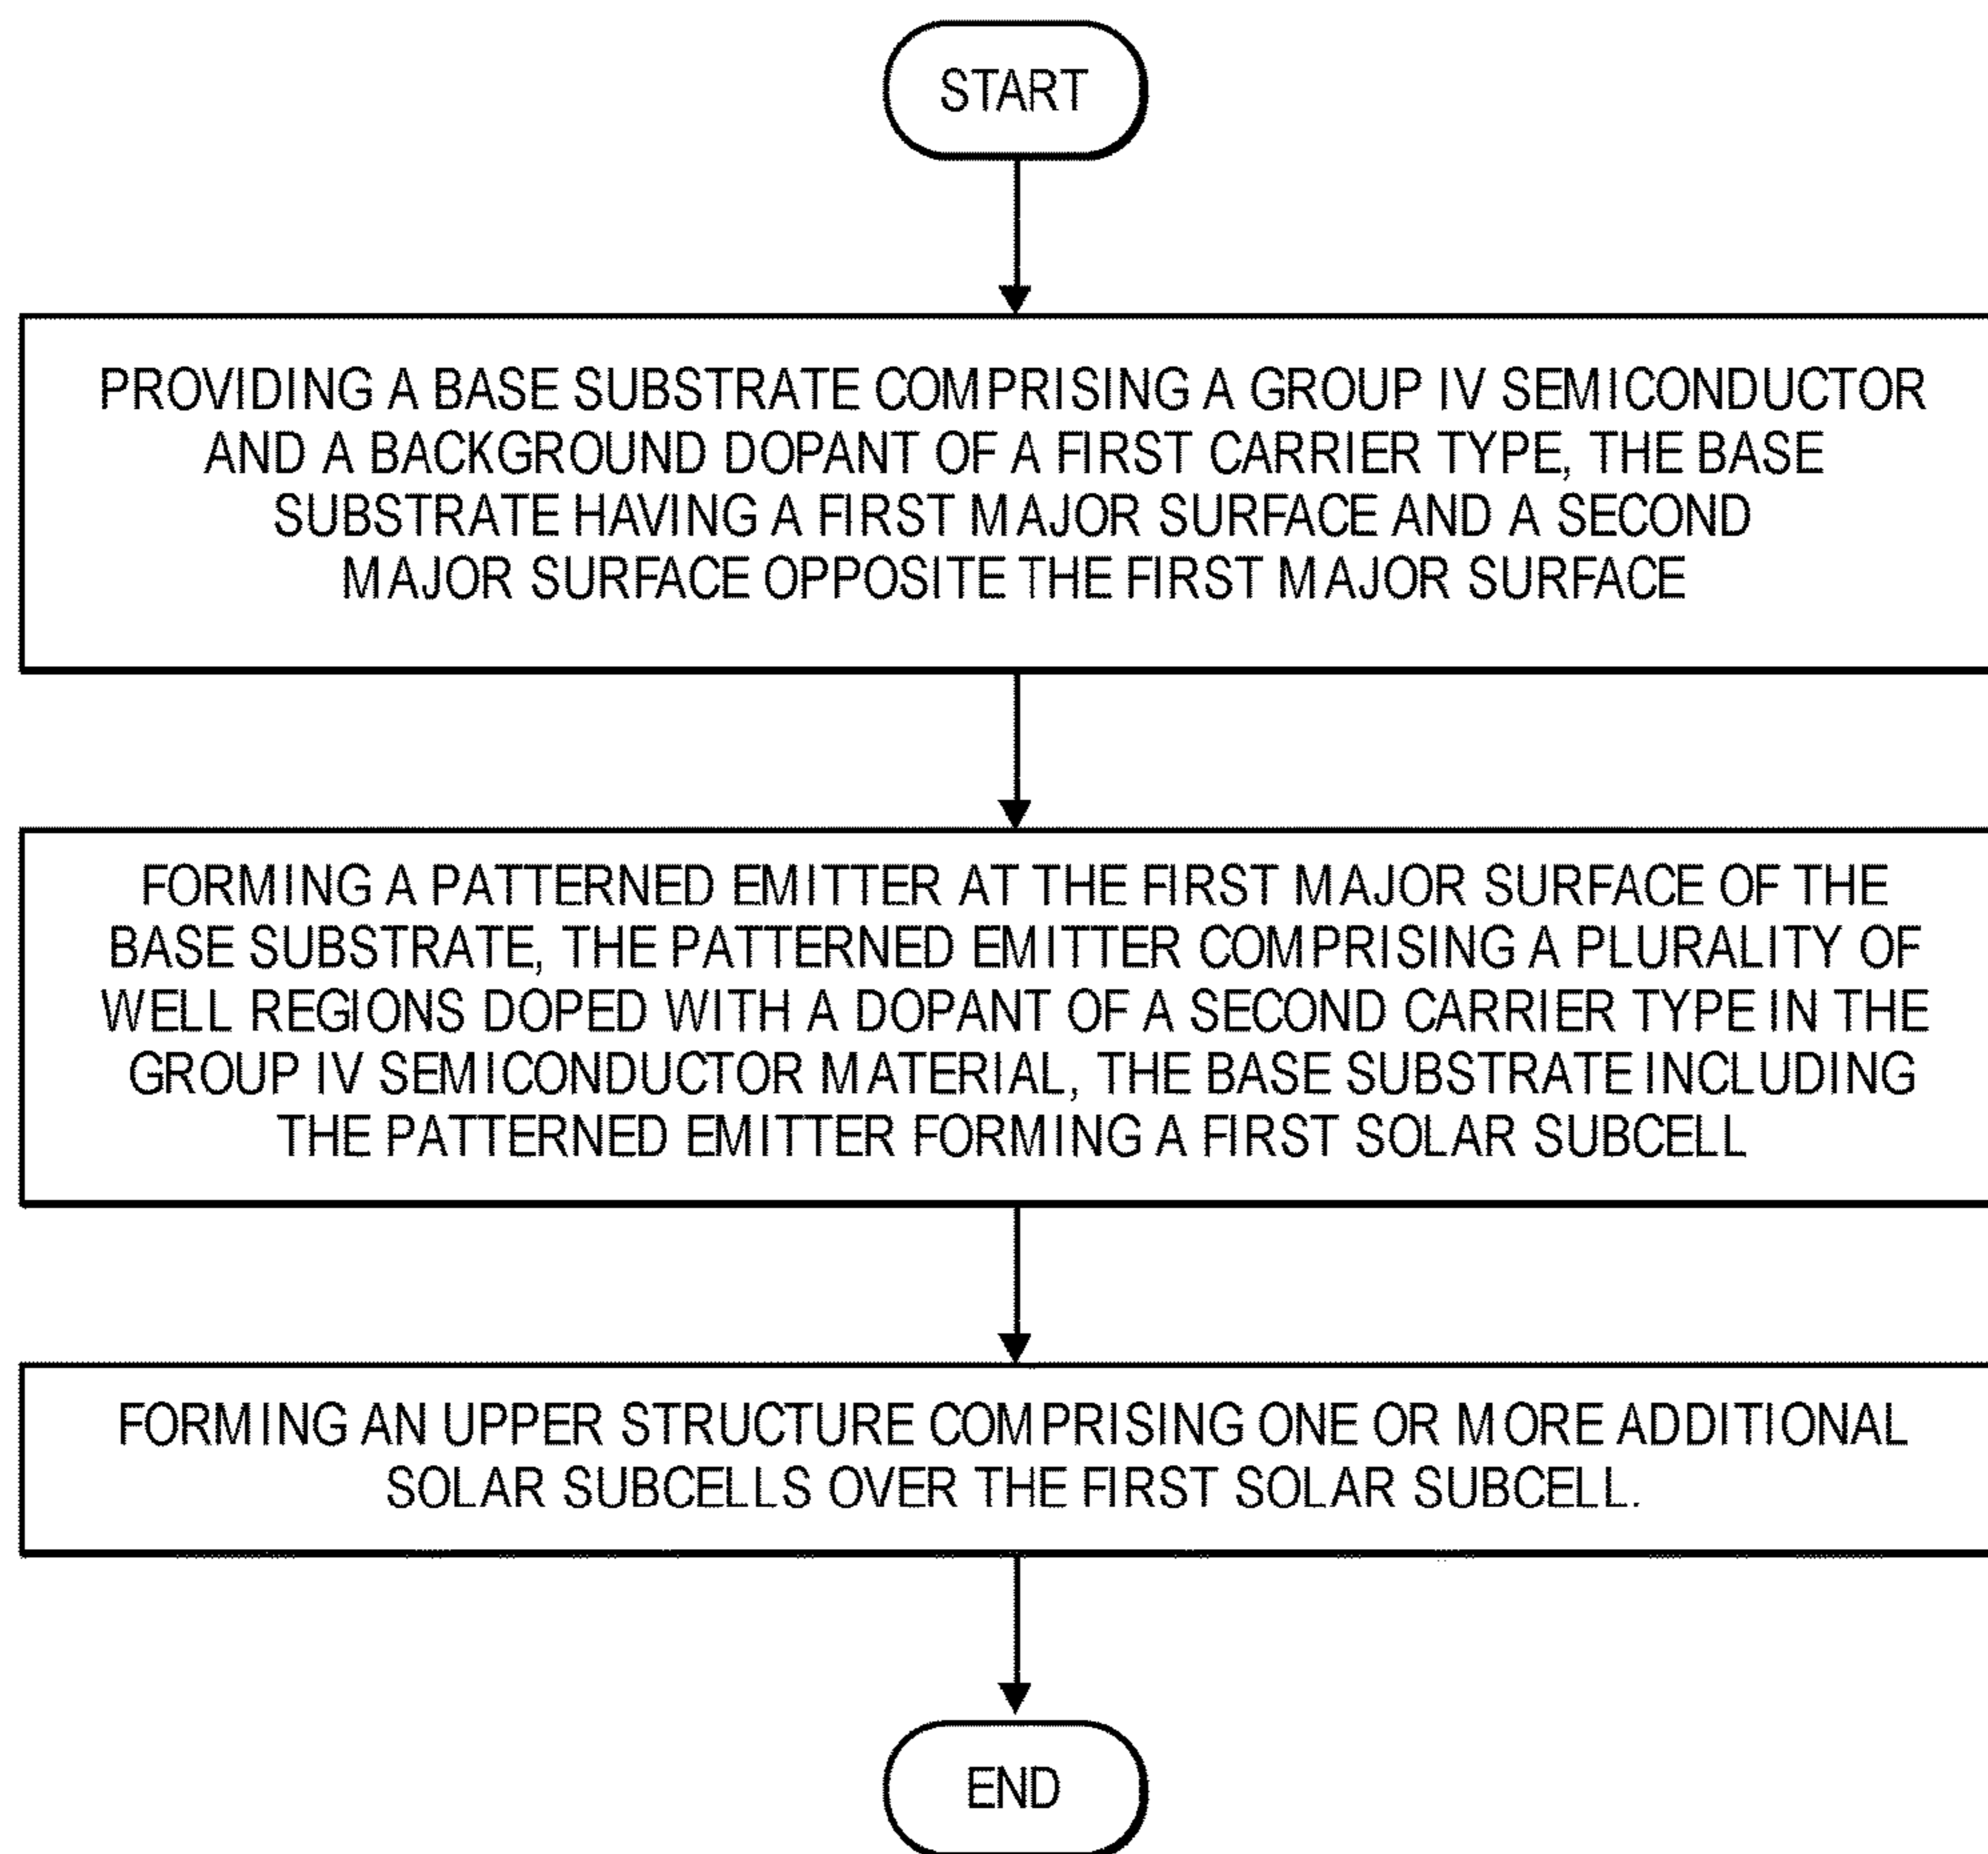 START
PROVIDING A BASE SUBSTRATE COMPRISING A GROUP IV SEMICONDUCTOR
AND A BACKGROUND DOPANT OF A FIRST CARRIER TYPE, THE BASE
SUBSTRATE HAVING A FIRST MAJOR SURFACE AND A SECOND
MAJOR SURFACE OPPOSITE THE FIRST MAJOR SURFACE
FORMING A PATTERNED EMITTER AT THE FIRST MAJOR SURFACE OF THE
BASE SUBSTRATE, THE PATTERNED EMITTER COMPRISING A PLURALITY OF
WELL REGIONS DOPED WITH A DOPANT OF A SECOND CARRIER TYPE IN THE
GROUP IV SEMICONDUCTOR MATERIAL, THE BASE SUBSTRATE INCLUDING
THE PATTERNED EMITTER FORMING A FIRST SOLAR SUBCELL
FORMING AN UPPER STRUCTURE COMPRISING ONE OR MORE ADDITIONAL
SOLAR SUBCELLS OVER THE FIRST SOLAR SUBCELL.
END